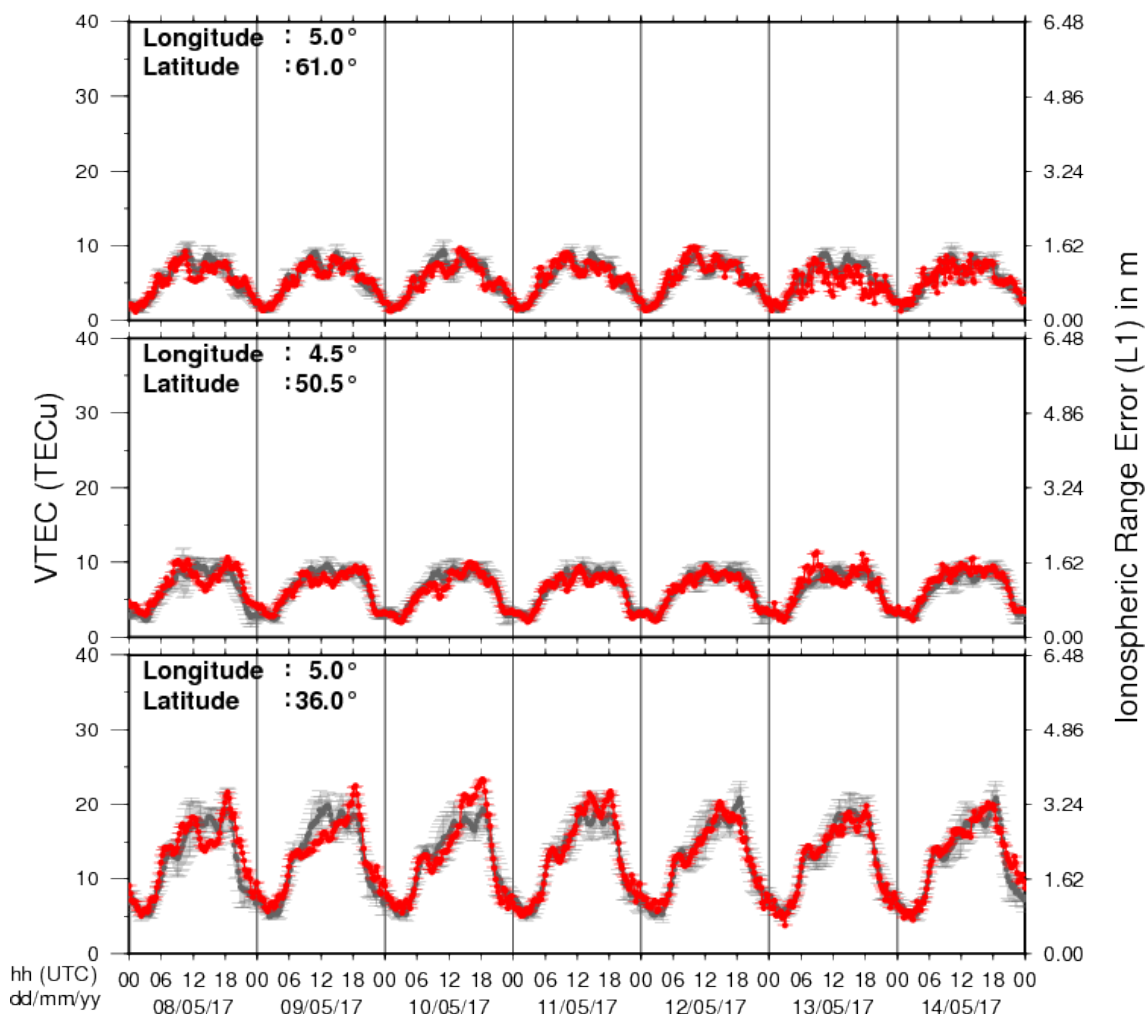 40 6.48
Longitude : 5.0°
Latitude :61.0°
30 4.86
20 3.24
10 1.62
0 0.00
40 6.48
Longitude : 4.5°
Latitude :50.5°
30 4.86
20 3.24
10 1.62
0 0.00
40 6.48
Longitude : 5.0°
Latitude :36.0°
30 4.86
20 3.24
10 1.62
0 0.00
VTEC (TECu)
Ionospheric Range Error (L1) in m
hh (UTC) 00 06 12 18 00 06 12 18 00 06 12 18 00 06 12 18 00 06 12 18 00 06 12 18 00 06 12 18 00
dd/mm/yy 08/05/17 09/05/17 10/05/17 11/05/17 12/05/17 13/05/17 14/05/17